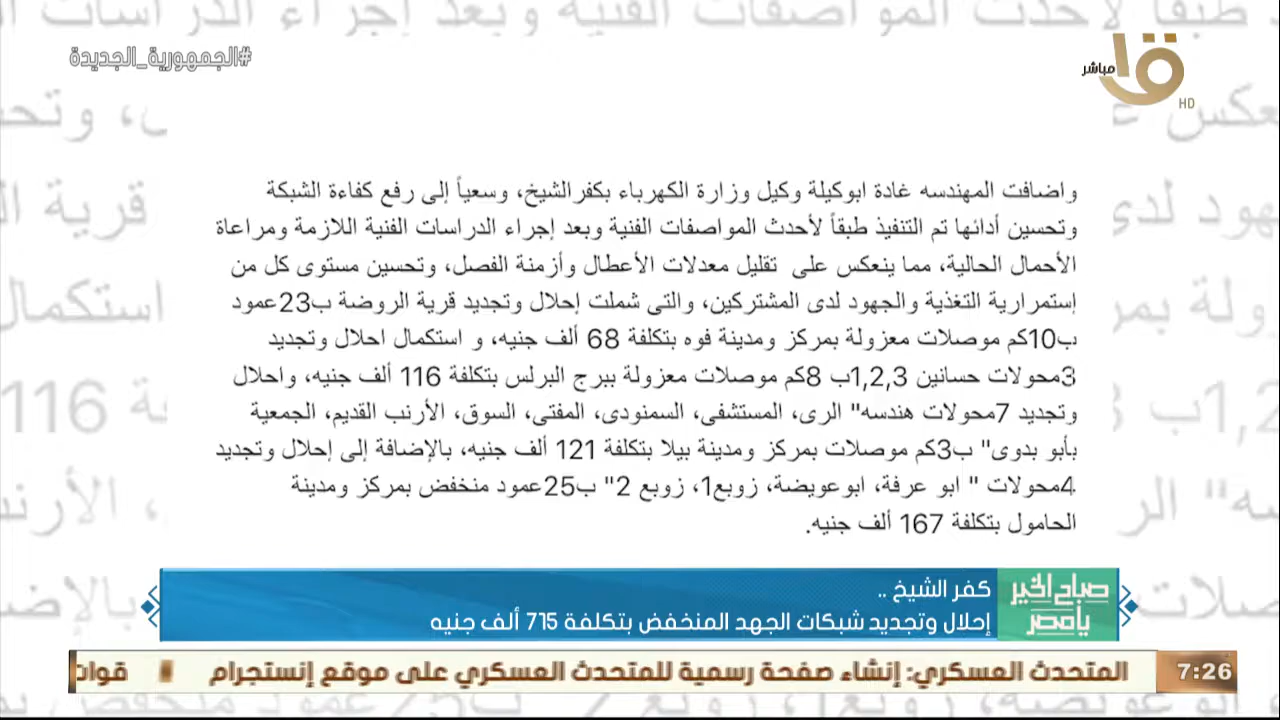 #الجمهورية_الجديدة
مباشر
HD
واضافت المهندسه غادة ابوكيلة وكيل وزارة الكهرباء بكفرالشيخ، وسعياً إلى رفع كفاءة الشبكة
وتحسين أدائها تم التنفيذ طبقاً لأحدث المواصفات الفنية وبعد إجراء الدراسات الفنية اللازمة ومراعاة
الأحمال الحالية، مما ينعكس على تقليل معدلات الأعطال وأزمنة الفصل، وتحسين مستوى كل من
إستمرارية التغذية والجهود لدى المشتركين، والتى شملت إحلال وتجديد قرية الروضة ب23عمود
ب10كم موصلات معزولة بمركز ومدينة فوه بتكلفة 68 ألف جنيه، و استكمال احلال وتجديد
3محولات حسانين 1,2,3ب 8كم موصلات معزولة ببرج البرلس بتكلفة 116 ألف جنيه، واحلال
وتجديد 7محولات هندسه" الرى، المستشفى، السمنودى، المفتى، السوق، الأرنب القديم، الجمعية
بأبو بدوى" ب3كم موصلات بمركز ومدينة بيلا بتكلفة 121 ألف جنيه، بالإضافة إلى إحلال وتجديد
4محولات " ابو عرفة، ابوعويضة، زوبع1، زوبع 2" ب25عمود منخفض بمركز ومدينة
الحامول بتكلفة 167 ألف جنيه.
صباح الخير
يا مصر
كفر الشيخ ..
إحلال وتجديد شبكات الجهد المنخفض بتكلفة 715 ألف جنيه
7:26
المتحدث العسكري: إنشاء صفحة رسمية للمتحدث العسكري على موقع إنستجرام